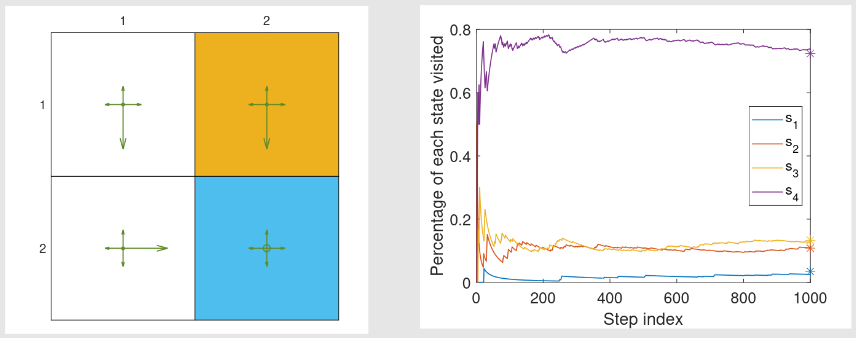 1 2
1
2
0.8
0.6
0.4
0.2
0
0 200 400 600 800 1000
Percentage of each state visited
Step index
s1
s2
s3
s4